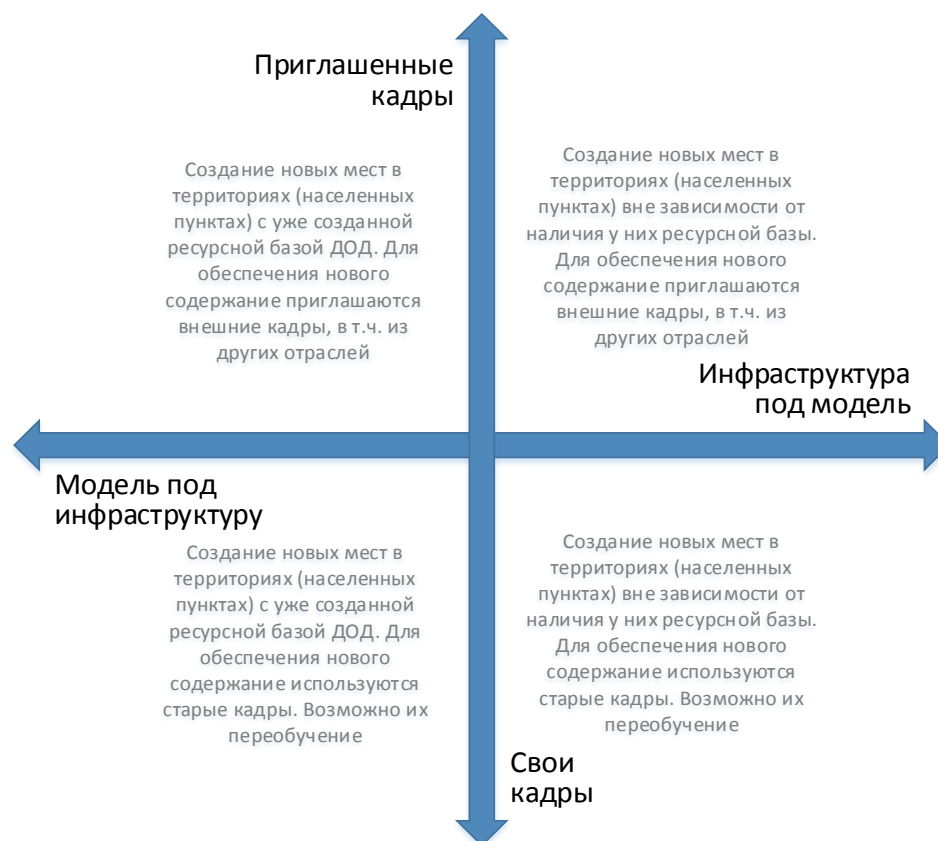 Приглашенные
кадры
Создание новых мест в
территориях (населенных
пунктах) с уже созданной
ресурсной базой ДОД. Для
обеспечения нового
содержание приглашаются
внешние кадры, в т.ч. из
других отраслей
Создание новых мест в
территориях (населенных
пунктах) вне зависимости от
наличия у них ресурсной базы.
Для обеспечения нового
содержание приглашаются
внешние кадры, в т.ч. из
других отраслей
Инфраструктура
под модель
Модель под
инфраструктуру
Создание новых мест в
территориях (населенных
пунктах) с уже созданной
ресурсной базой ДОД. Для
обеспечения нового
содержание используются
старые кадры. Возможно их
переобучение
Создание новых мест в
территориях (населенных
пунктах) вне зависимости от
наличия у них ресурсной базы.
Для обеспечения нового
содержание используются
старые кадры. Возможно их
переобучение
Свои
кадры